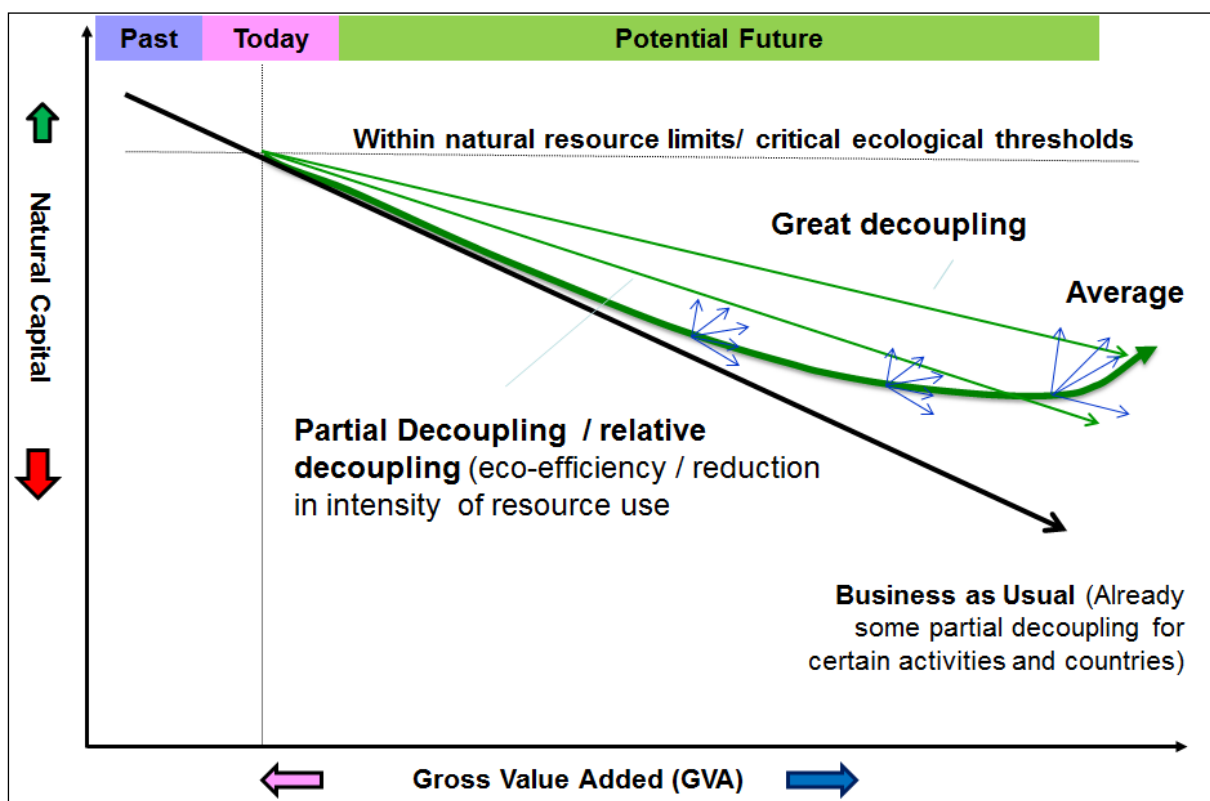 Past
Today
Potential Future
Within natural resource limits/ critical ecological thresholds
Great decoupling
Average
Natural Capital
Partial Decoupling / relative
decoupling (eco-efficiency / reduction
in intensity of resource use
Business as Usual (Already
some partial decoupling for
certain activities and countries)
Gross Value Added (GVA)